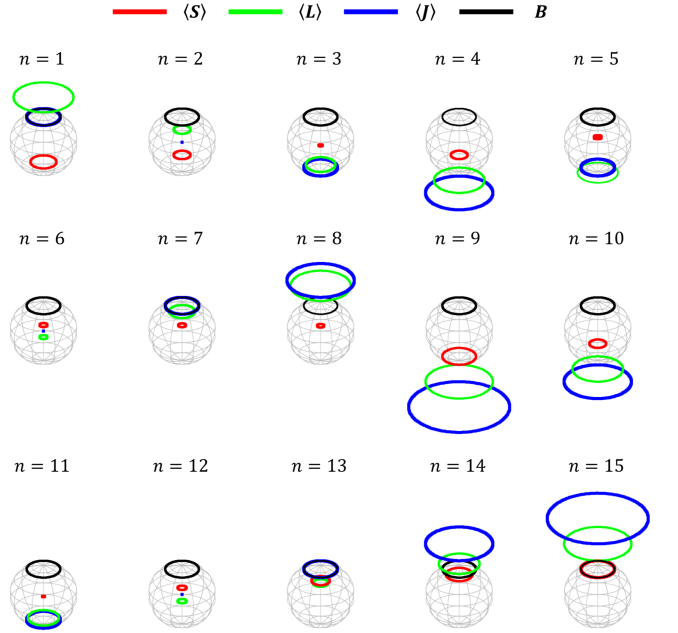 ⟨S⟩ ⟨L⟩ ⟨J⟩ B
n = 1 n = 2 n = 3 n = 4 n = 5
n = 6 n = 7 n = 8 n = 9 n = 10
n = 11 n = 12 n = 13 n = 14 n = 15